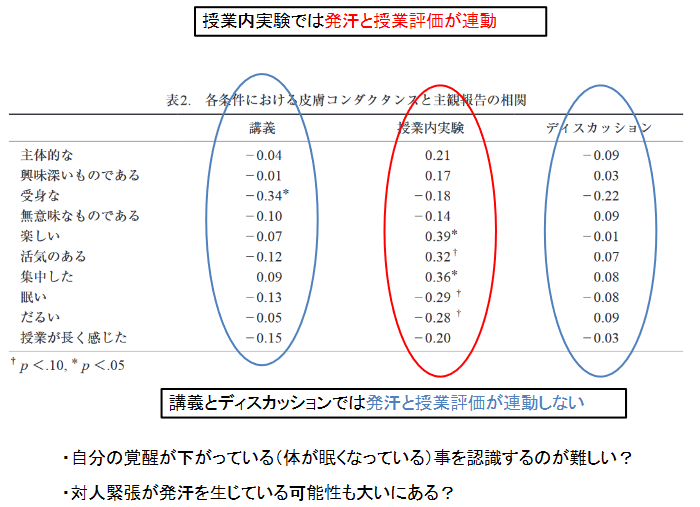 授業内実験では発汗と授業評価が連動
表2. 各条件における皮膚コンダクタンスと主観報告の相関
講義 授業内実験 ディスカッション
主体的な −0.04 0.21 −0.09
興味深いものである −0.01 0.17 0.03
受身な −0.34* −0.18 −0.22
無意味なものである −0.10 −0.14 0.09
楽しい −0.07 0.39* −0.01
活気のある −0.12 0.32† 0.07
集中した 0.09 0.36* 0.08
眠い −0.13 −0.29† −0.08
だるい −0.05 −0.28† 0.09
授業が長く感じた −0.15 −0.20 −0.03
† p <.10, * p <.05
講義とディスカッションでは発汗と授業評価が連動しない
・自分の覚醒が下がっている(体が眠くなっている)事を認識するのが難しい?
・対人緊張が発汗を生じている可能性も大いにある?